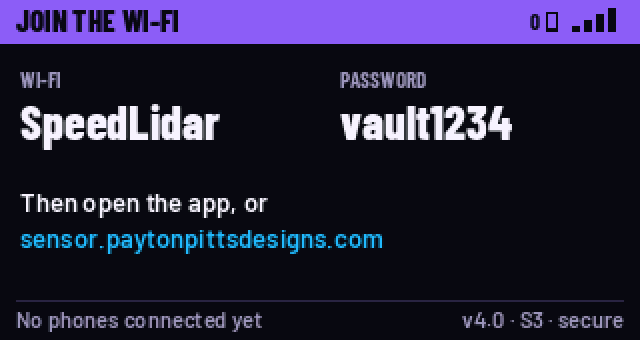 JOIN THE WI-FI
0
WI-FI
PASSWORD
SpeedLidar
vault1234
Then open the app, or
sensor.paytonpittsdesigns.com
No phones connected yet
v4.0 · S3 · secure